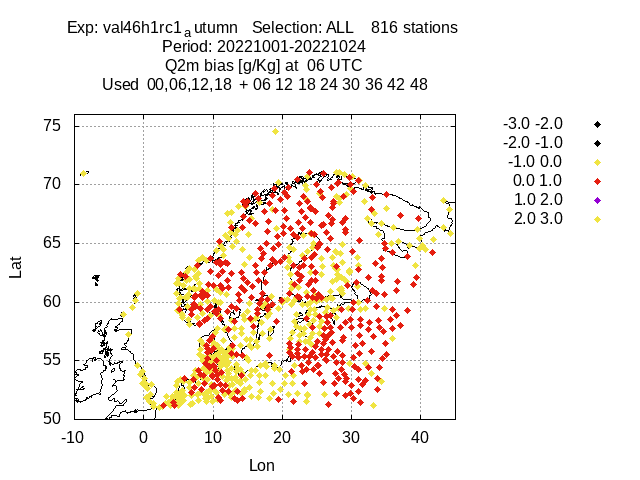 Exp: val46h1rc1autumn Selection: ALL 816 stations
Period: 20221001-20221024
Q2m bias [g/Kg] at 06 UTC
Used 00,06,12,18 + 06 12 18 24 30 36 42 48
-3.0 -2.0
-2.0 -1.0
-1.0 0.0
0.0 1.0
1.0 2.0
2.0 3.0
75
70
65
60
55
50
Lat
-10 0 10 20 30 40
Lon